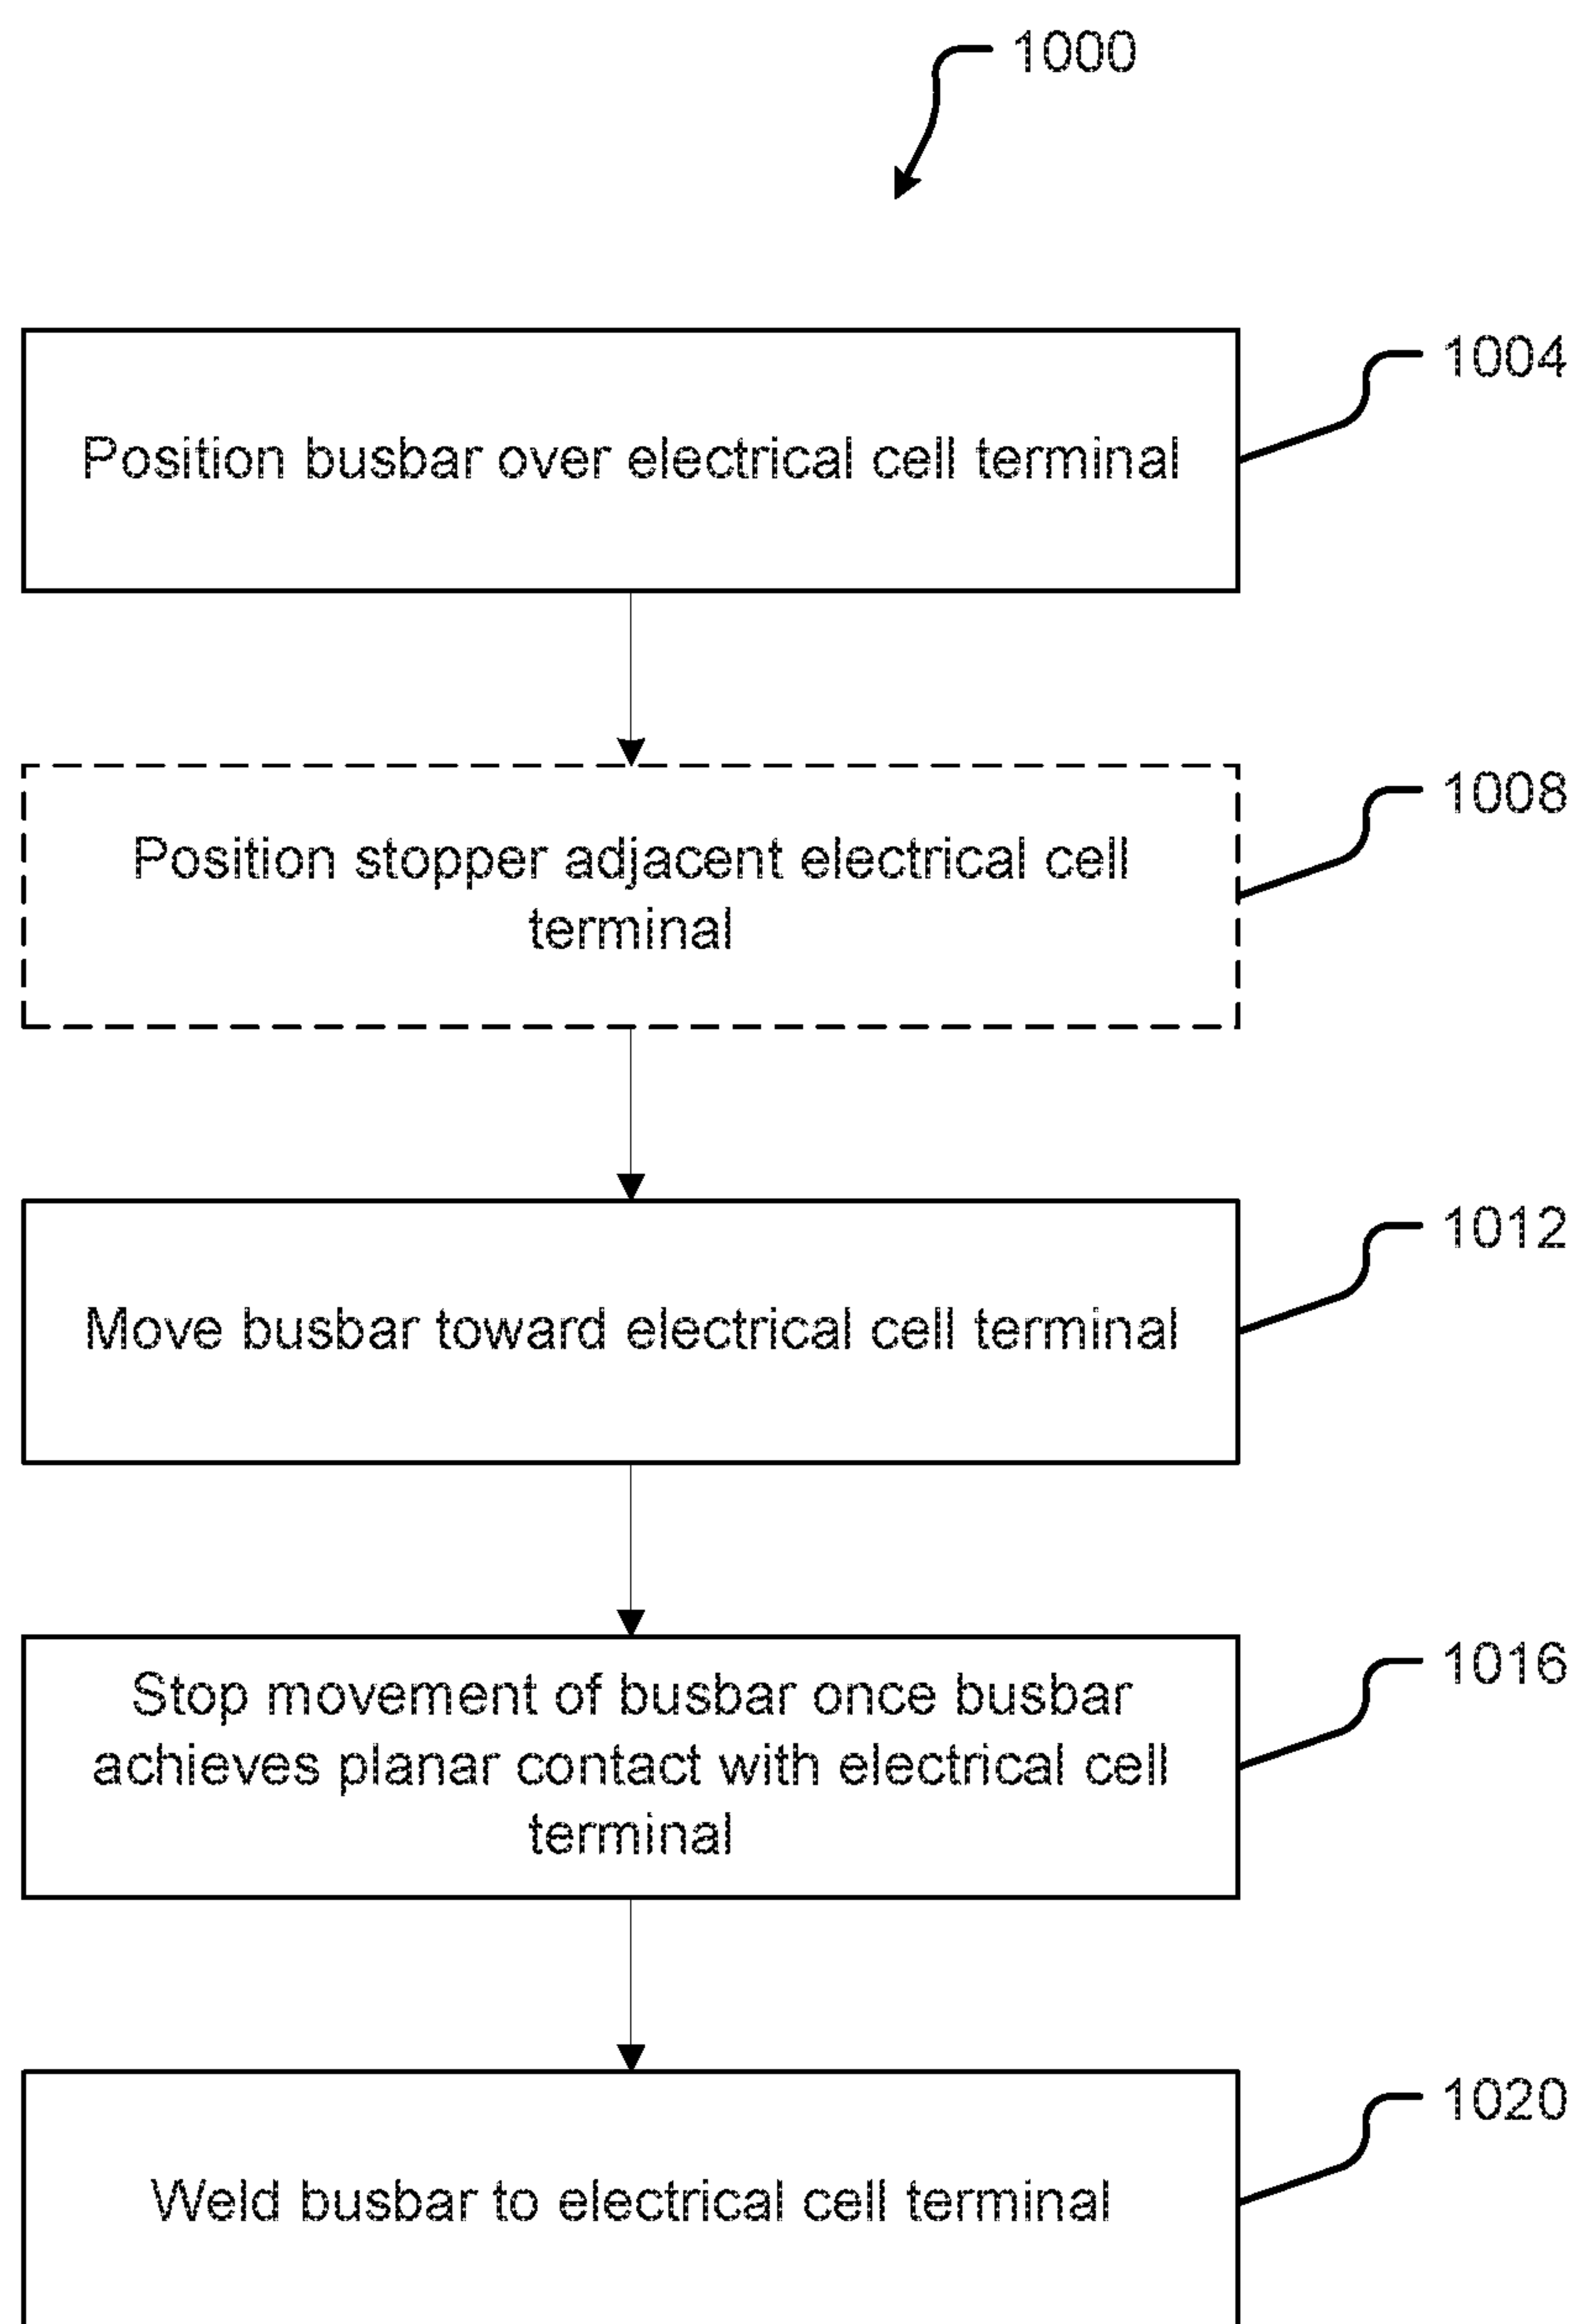 1000
1004
Position busbar over electrical cell terminal
1008
Position stopper adjacent electrical cell
terminal
1012
Move busbar toward electrical cell terminal
1016
Stop movement of busbar once busbar
achieves planar contact with electrical cell
terminal
1020
Weld busbar to electrical cell terminal